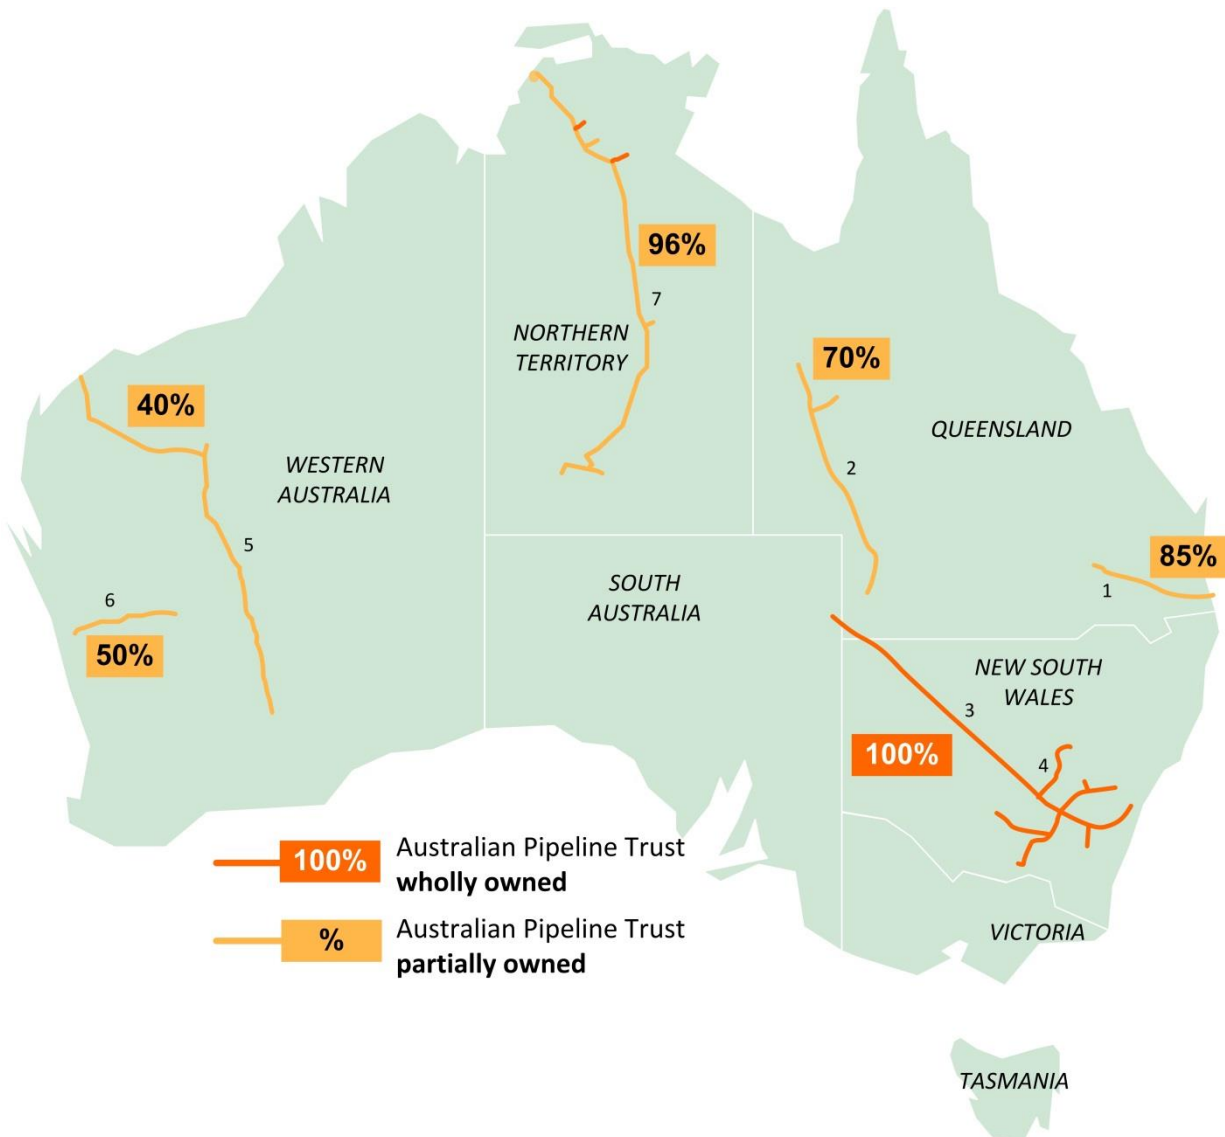 96%
7
NORTHERN
TERRITORY
70%
40%
QUEENSLAND
WESTERN
AUSTRALIA
2
5
85%
SOUTH
AUSTRALIA
1
6
50%
NEW SOUTH
WALES
3
100%
4
100% Australian Pipeline Trust
wholly owned
% Australian Pipeline Trust
partially owned
VICTORIA
TASMANIA